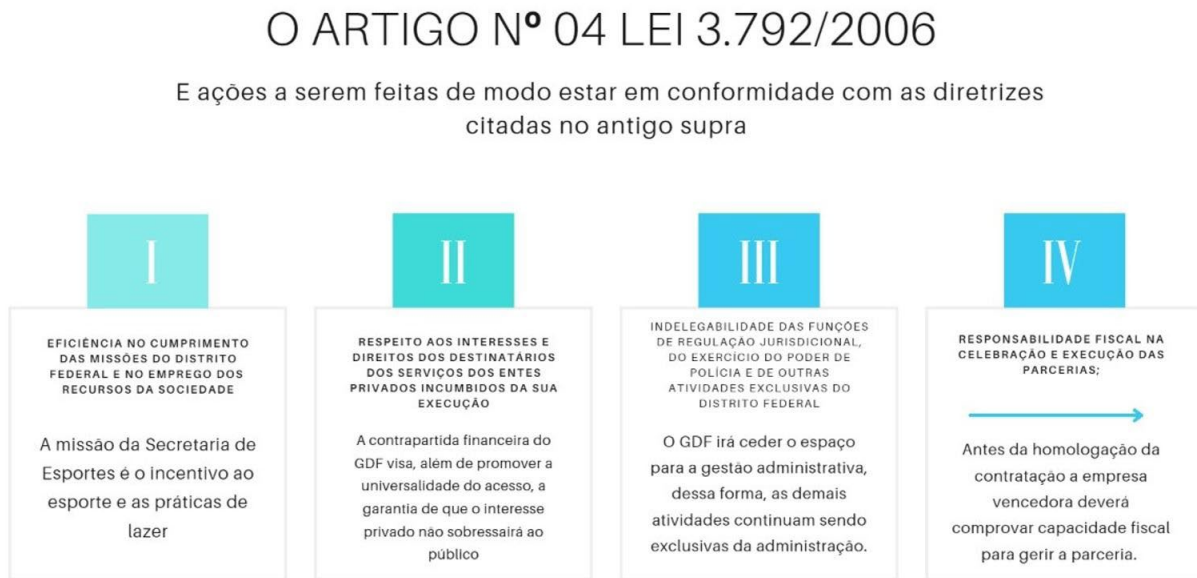 O ARTIGO Nº 04 LEI 3.792/2006
E ações a serem feitas de modo estar em conformidade com as diretrizes
citadas no antigo supra
I
EFICIÊNCIA NO CUMPRIMENTO
DAS MISSÕES DO DISTRITO
FEDERAL E NO EMPREGO DOS
RECURSOS DA SOCIEDADE
A missão da Secretaria de
Esportes é o incentivo ao
esporte e as práticas de
lazer
II
RESPEITO AOS INTERESSES E
DIREITOS DOS DESTINATÁRIOS
DOS SERVIÇOS DOS ENTES
PRIVADOS INCUMBIDOS DA SUA
EXECUÇÃO
A contrapartida financeira do
GDF visa, além de promover a
universalidade do acesso, a
garantia de que o interesse
privado não sobressairá ao
público
III
INDELEGABILIDADE DAS FUNÇÕES
DE REGULAÇÃO JURISDICIONAL,
DO EXERCÍCIO DO PODER DE
POLÍCIA E DE OUTRAS
ATIVIDADES EXCLUSIVAS DO
DISTRITO FEDERAL
O GDF irá ceder o espaço
para a gestão administrativa,
dessa forma, as demais
atividades continuam sendo
exclusivas da administração.
IV
RESPONSABILIDADE FISCAL NA
CELEBRAÇÃO E EXECUÇÃO DAS
PARCERIAS;
Antes da homologação da
contratação a empresa
vencedora deverá
comprovar capacidade fiscal
para gerir a parceria.